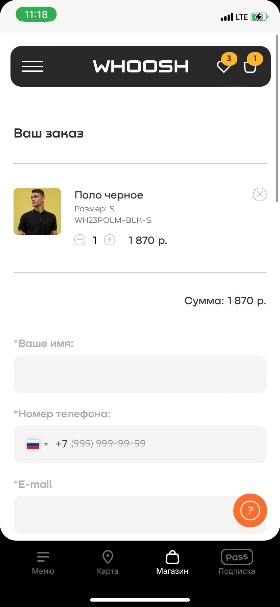 11:18
LTE
WHOOSH
3
1
Ваш заказ
Поло черное
Размер: S
WH23POLM-BLK-S
1
1 870 р.
Сумма: 1 870 р.
*Ваше имя:
*Номер телефона:
+7 (999) 999-99-99
*E-mail
?
Меню
Карта
Магазин
Pass
Подписка